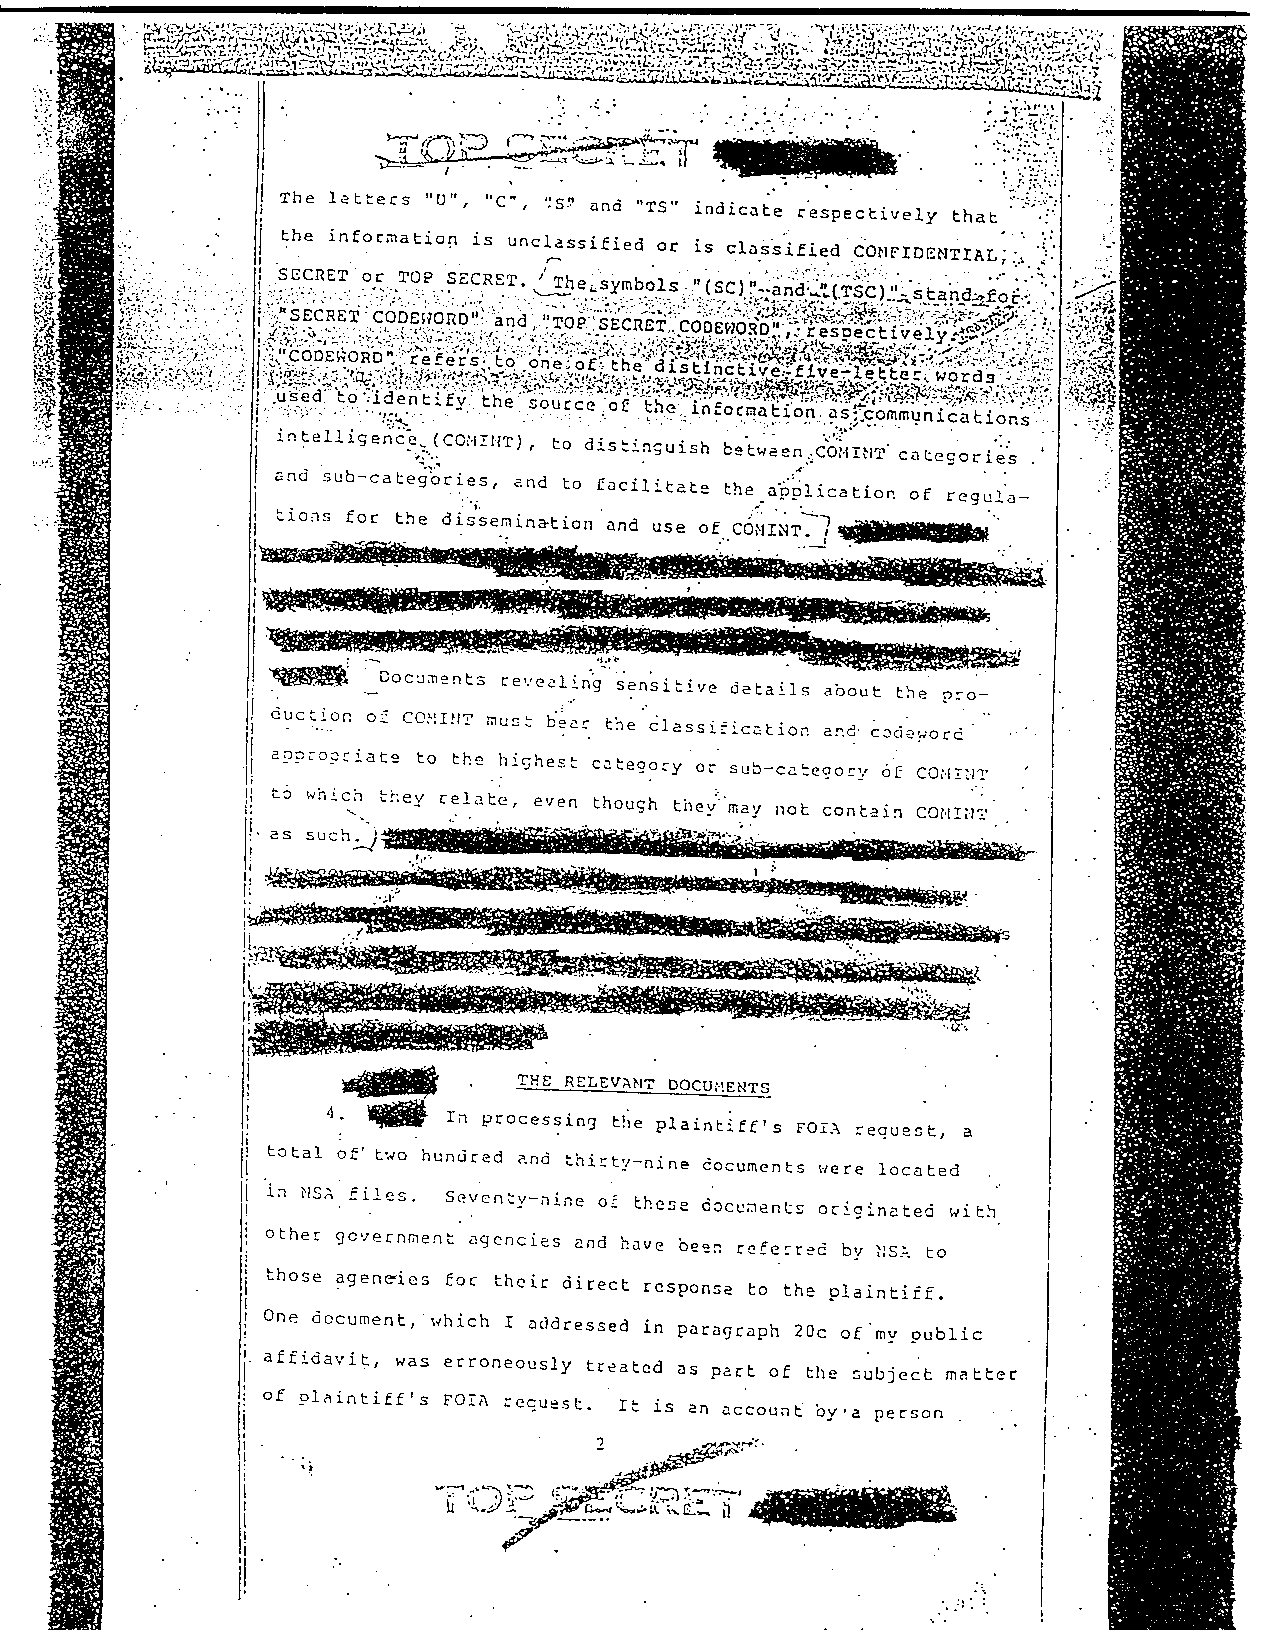 TOP SECRET
The letters "U", "C", "S" and "TS" indicate respectively that
the information is unclassified or is classified CONFIDENTIAL,
SECRET or TOP SECRET. The symbols "(SC)" and "(TSC)" stand for
"SECRET CODEWORD" and "TOP SECRET CODEWORD", respectively.
"CODEWORD" refers to one of the distinctive five-letter words
used to identify the source of the information as communications
intelligence (COMINT), to distinguish between COMINT categories
and sub-categories, and to facilitate the application of regula-
tions for the dissemination and use of COMINT.
Documents revealing sensitive details about the pro-
duction of COMINT must bear the classification and codeword
appropriate to the highest category or sub-category of COMINT
to which they relate, even though they may not contain COMINT
as such.
THE RELEVANT DOCUMENTS
4. In processing the plaintiff's FOIA request, a
total of two hundred and thirty-nine documents were located
in NSA files. Seventy-nine of these documents originated with
other government agencies and have been referred by NSA to
those agencies for their direct response to the plaintiff.
One document, which I addressed in paragraph 20c of my public
affidavit, was erroneously treated as part of the subject matter
of plaintiff's FOIA request. It is an account by a person
2
TOP SECRET